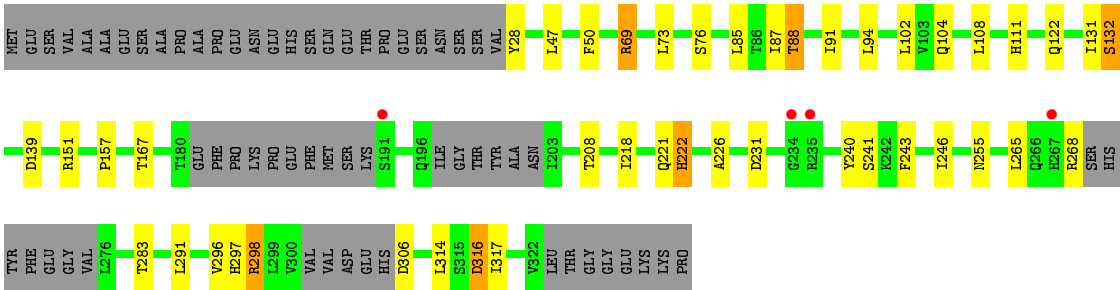 MET GLU SER VAL ALA ALA GLU SER ALA PRO ALA PRO GLU ASN GLU HIS SER GLN GLU THR PRO GLU SER ASN SER SER VAL Y28 L47 F50 R69 L73 S76 L85 T86 I87 T88 I91 L94 L102 V103 Q104 L108 H111 Q122 I131 S132
D139 R151 P157 T167 T180 GLU PHE PRO LYS PRO GLU PHE MET SER LYS S191 Q196 ILE GLY THR TYR ALA ASN I203 T208 I218 Q221 H222 A226 D231 G234 R235 Y240 S241 K242 F243 I246 N255 L265 Q266 H267 R268 SER HIS
TYR PHE GLU GLY VAL L276 T283 L291 V296 H297 R298 L299 V300 VAL VAL ASP GLU HIS D306 L314 S315 D316 I317 V322 LEU THR GLY GLY GLU LYS LYS PRO